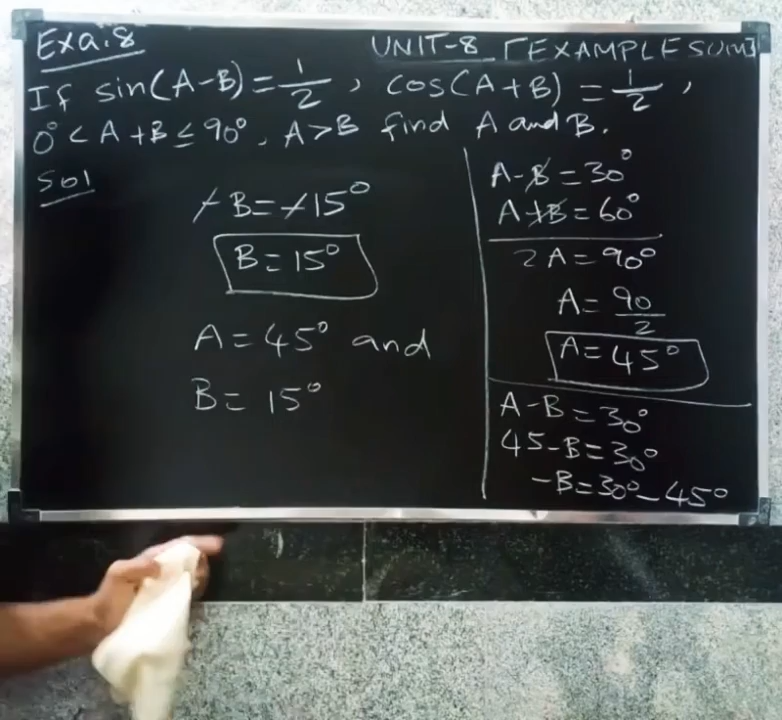 Exa.8
UNIT-8 [EXAMPLE SUM]
If sin(A-B)=1/2, cos(A+B)=1/2,
0°<A+B≤90°, A>B find A and B.
Sol
-B=-15°
B=15°
A=45° and
B=15°
A-B=30°
A+B=60°
2A=90°
A=90/2
A=45°
A-B=30°
45-B=30°
-B=30°-45°